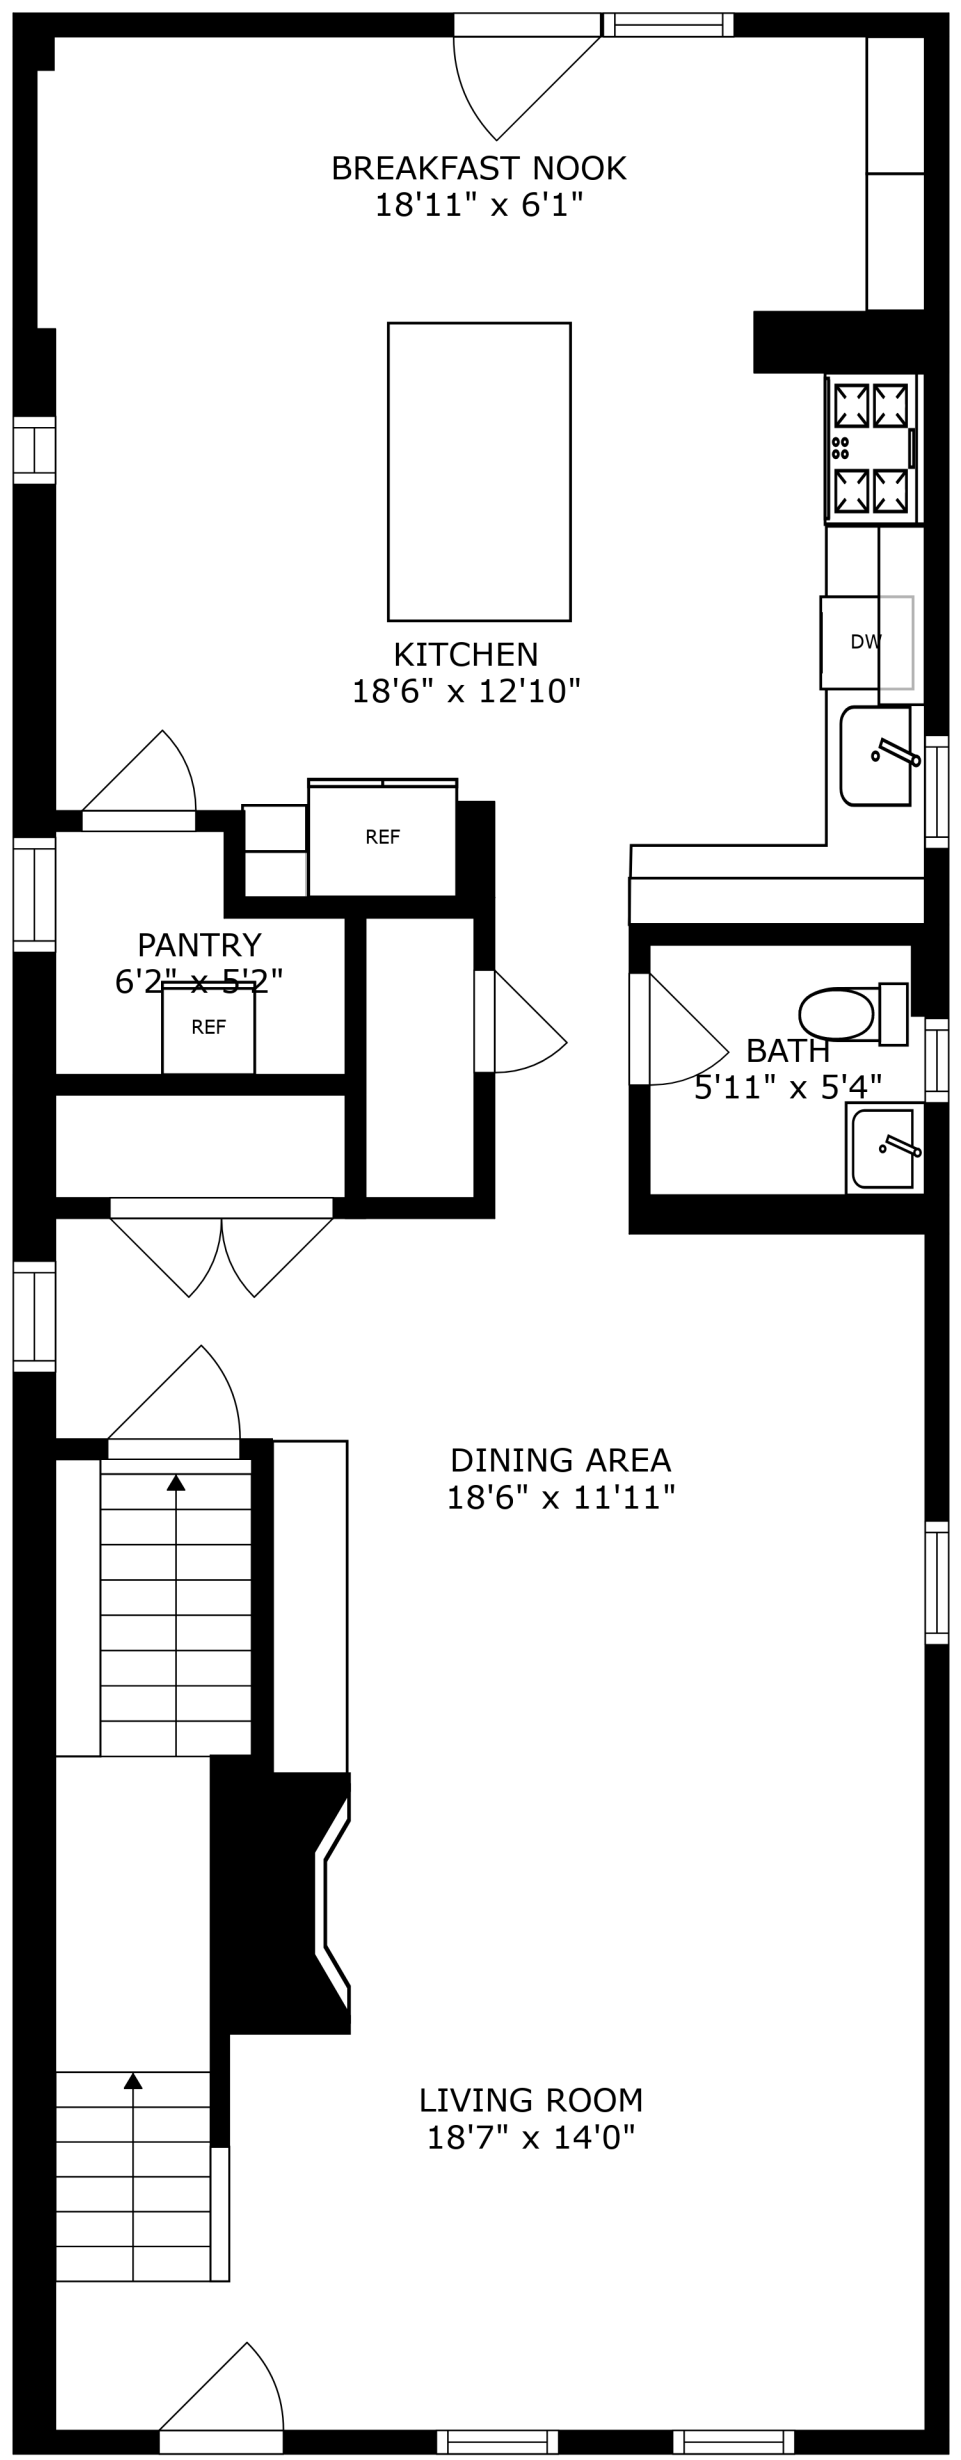 BREAKFAST NOOK
18'11" x 6'1"
KITCHEN
18'6" x 12'10"
DW
REF
PANTRY
6'2" x 5'2"
REF
BATH
5'11" x 5'4"
DINING AREA
18'6" x 11'11"
LIVING ROOM
18'7" x 14'0"